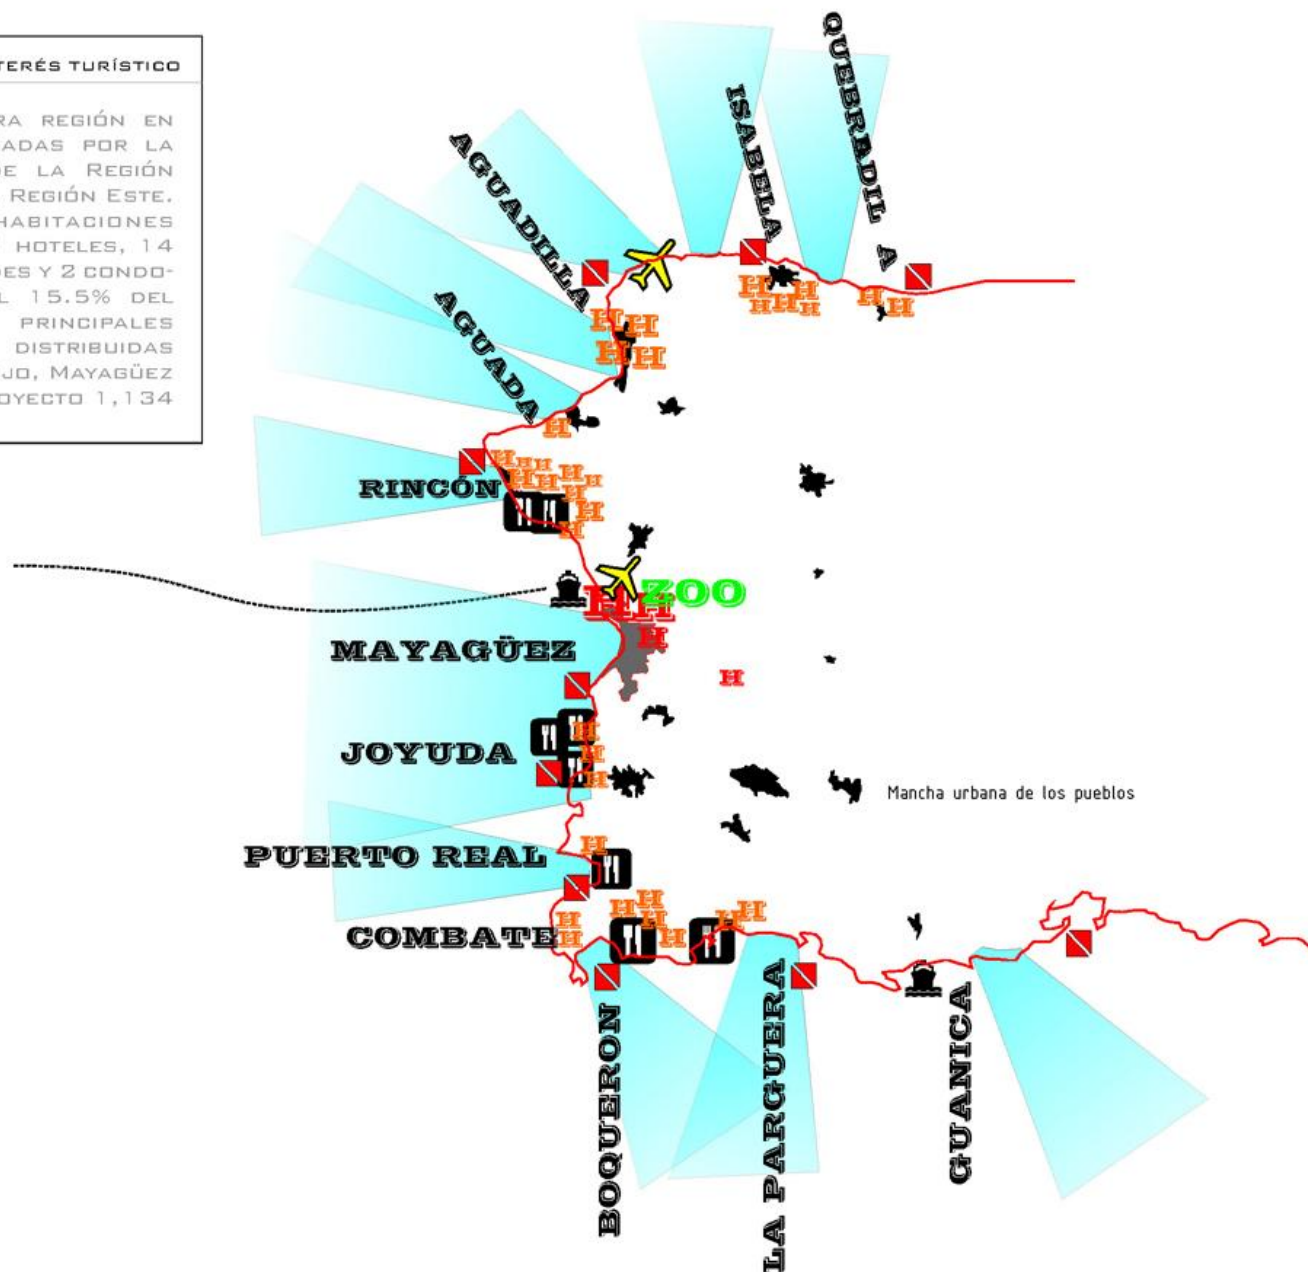 TERÉS TURÍSTICO
RA REGIÓN EN
ADAS POR LA
DE LA REGIÓN
REGIÓN ESTE.
HABITACIONES
HOTELES, 14
DES Y 2 CONDO-
L 15.5% DEL
PRINCIPALES
DISTRIBUIDAS
JO, MAYAGÜEZ
OYECTO 1,134
QUEBRADIL A
ISABELA
AGUADILLA
AGUADA
RINCÓN
ZOO
MAYAGÜEZ
JOYUDA
Mancha urbana de los pueblos
PUERTO REAL
COMBATE
BOQUERON
LA PARGUERA
GUANICA